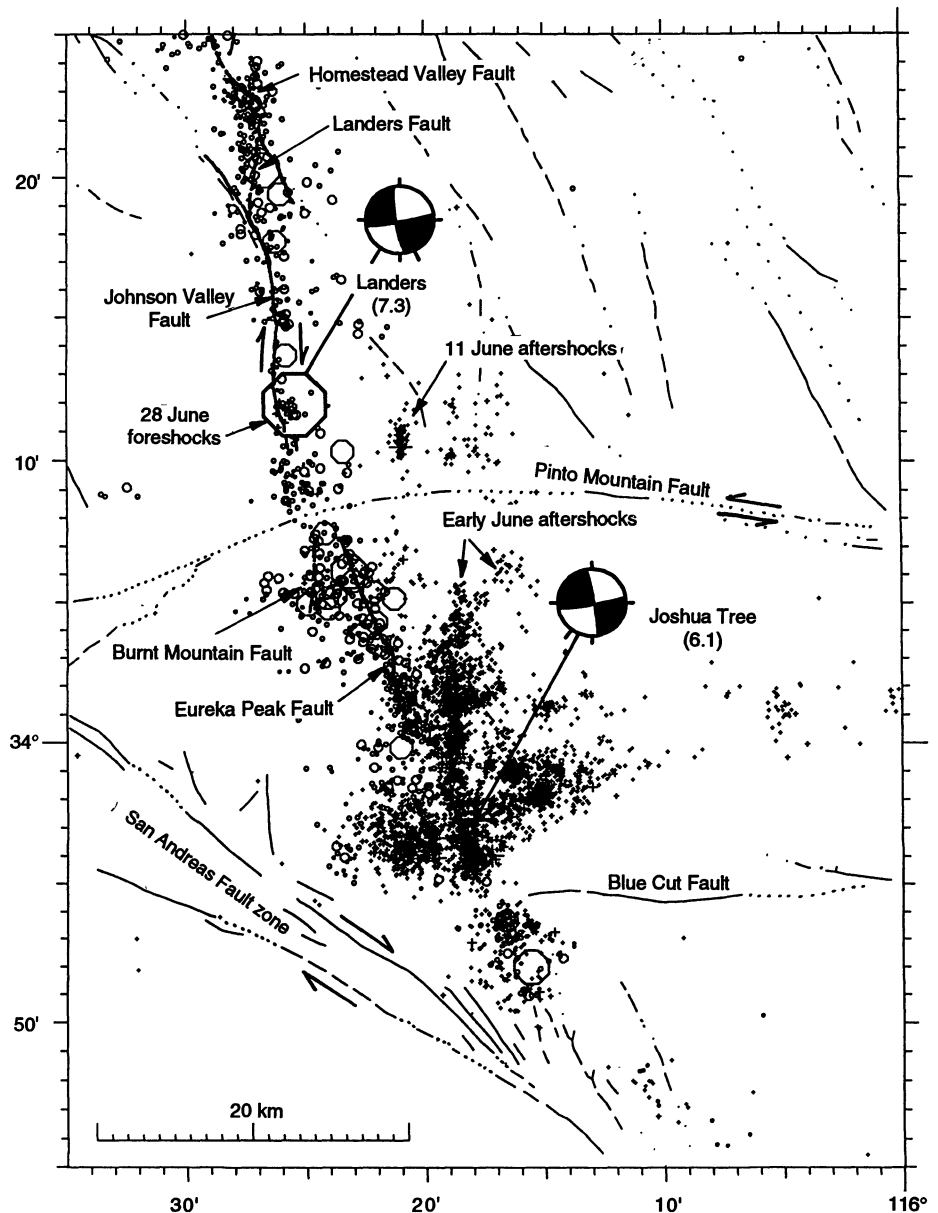 Homestead Valley Fault
Landers Fault
20'
Landers
(7.3)
Johnson Valley
Fault
11 June aftershocks
28 June
foreshocks
10'
Pinto Mountain Fault
Early June aftershocks
Joshua Tree
(6.1)
Burnt Mountain Fault
Eureka Peak Fault
34°
San Andreas Fault zone
Blue Cut Fault
50'
20 km
30'
20'
10'
116°